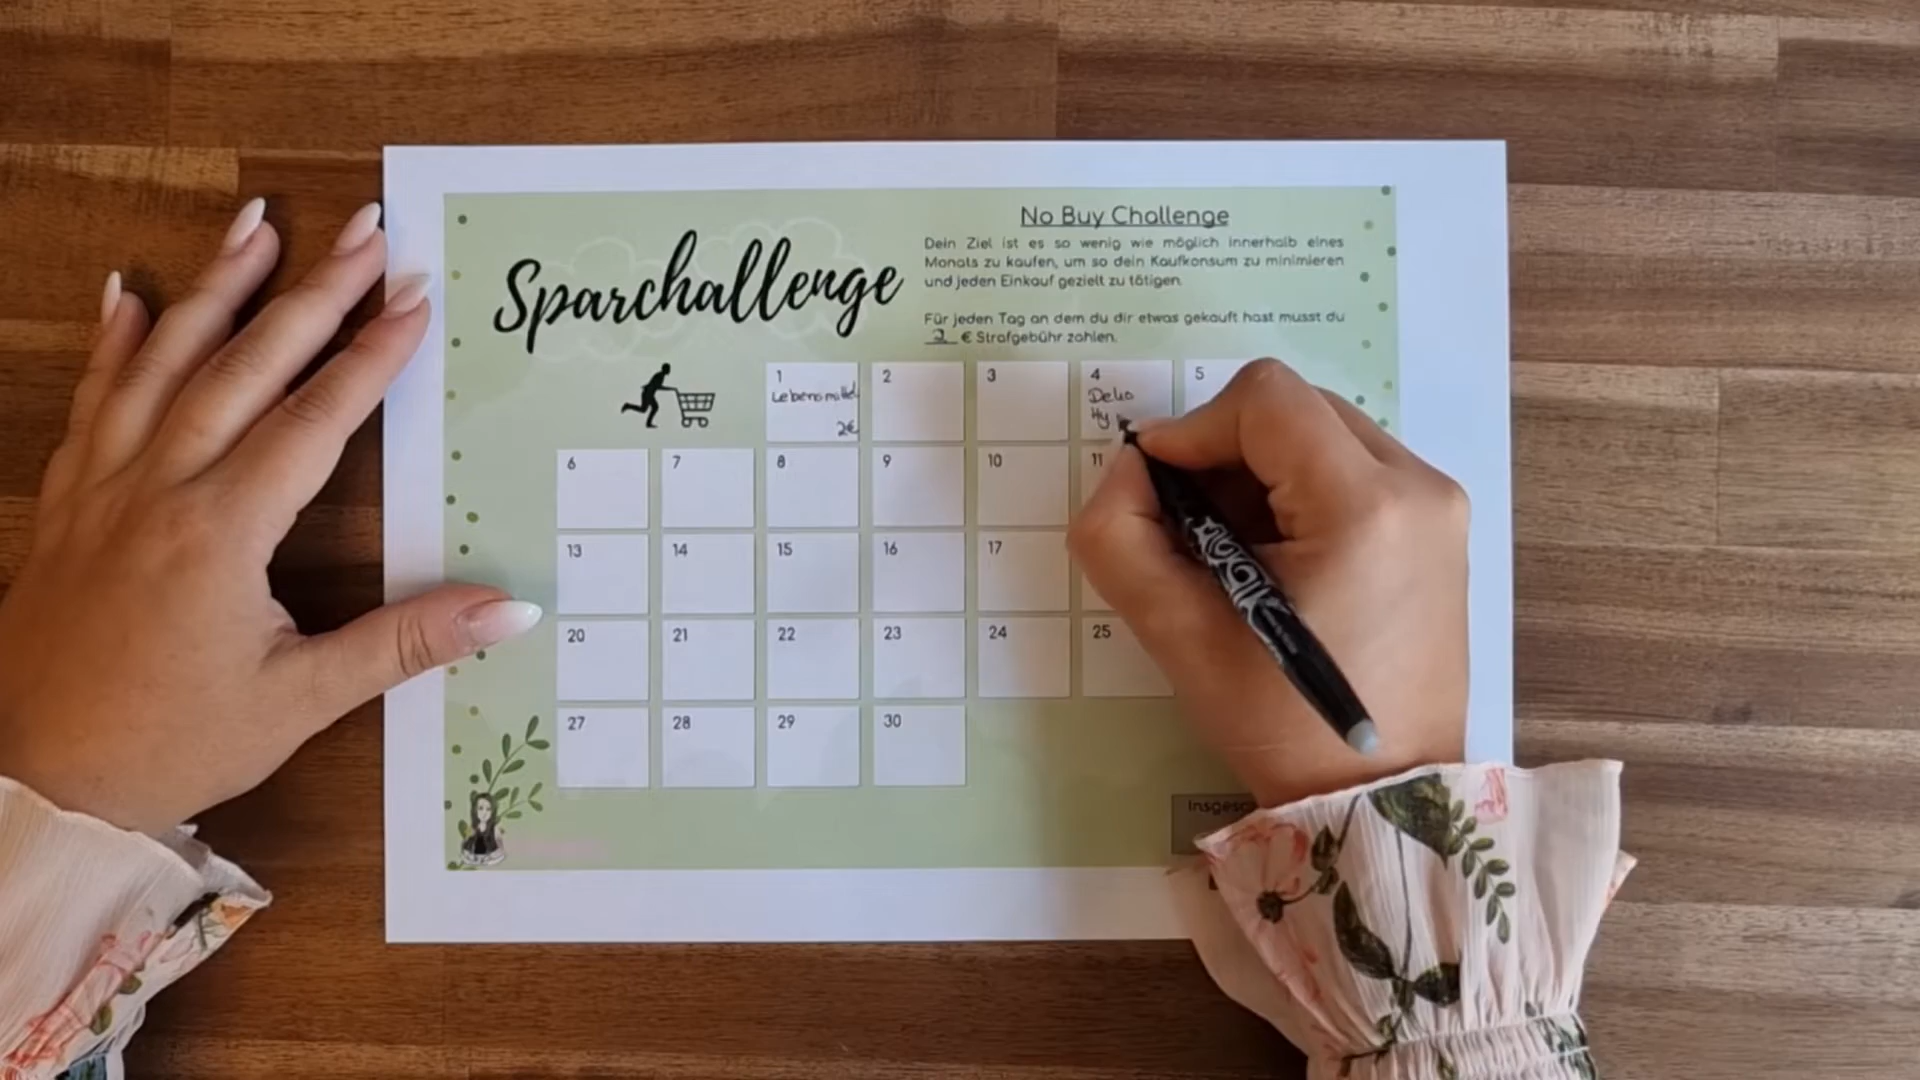 No Buy Challenge
Dein Ziel ist es so wenig wie möglich innerhalb eines
Monats zu kaufen, um so dein Kaufkonsum zu minimieren
und jeden Einkauf gezielt zu tätigen.
Sparchallenge
Für jeden Tag an dem du dir etwas gekauft hast musst du
2 € Strafgebühr zahlen.
1 2 3 4 5
Lebensmittel Deko
2€ Hy
6 7 8 9 10 11
13 14 15 16 17
20 21 22 23 24 25
27 28 29 30